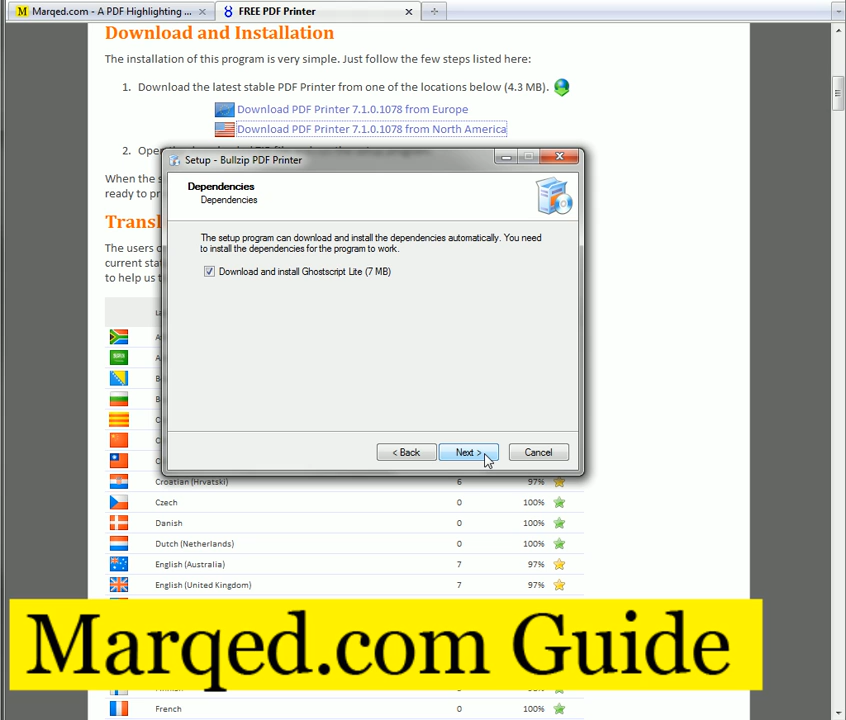 Marqed.com - A PDF Highlighting ...
FREE PDF Printer
Download and Installation
The installation of this program is very simple. Just follow the few steps listed here:
1. Download the latest stable PDF Printer from one of the locations below (4.3 MB).
Download PDF Printer 7.1.0.1078 from Europe
Download PDF Printer 7.1.0.1078 from North America
2. Open
When the s
ready to pr
Transl
The users o
current stat
to help us t
Setup - Bullzip PDF Printer
Dependencies
Dependencies
The setup program can download and install the dependencies automatically. You need
to install the dependencies for the program to work.
Download and install Ghostscript Lite (7 MB)
< Back
Next >
Cancel
Croatian (Hrvatski) 6 97%
Czech 0 100%
Danish 0 100%
Dutch (Netherlands) 0 100%
English (Australia) 7 97%
English (United Kingdom) 7 97%
Marqed.com Guide
French 0 100%